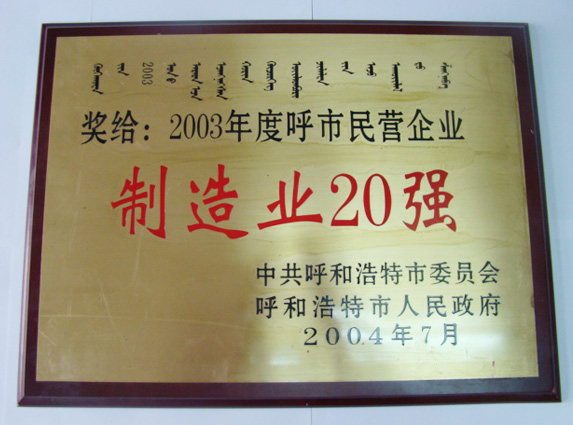 2003
奖给：2003年度呼市民营企业
制造业20强
中共呼和浩特市委员会
呼和浩特市人民政府
2004年7月